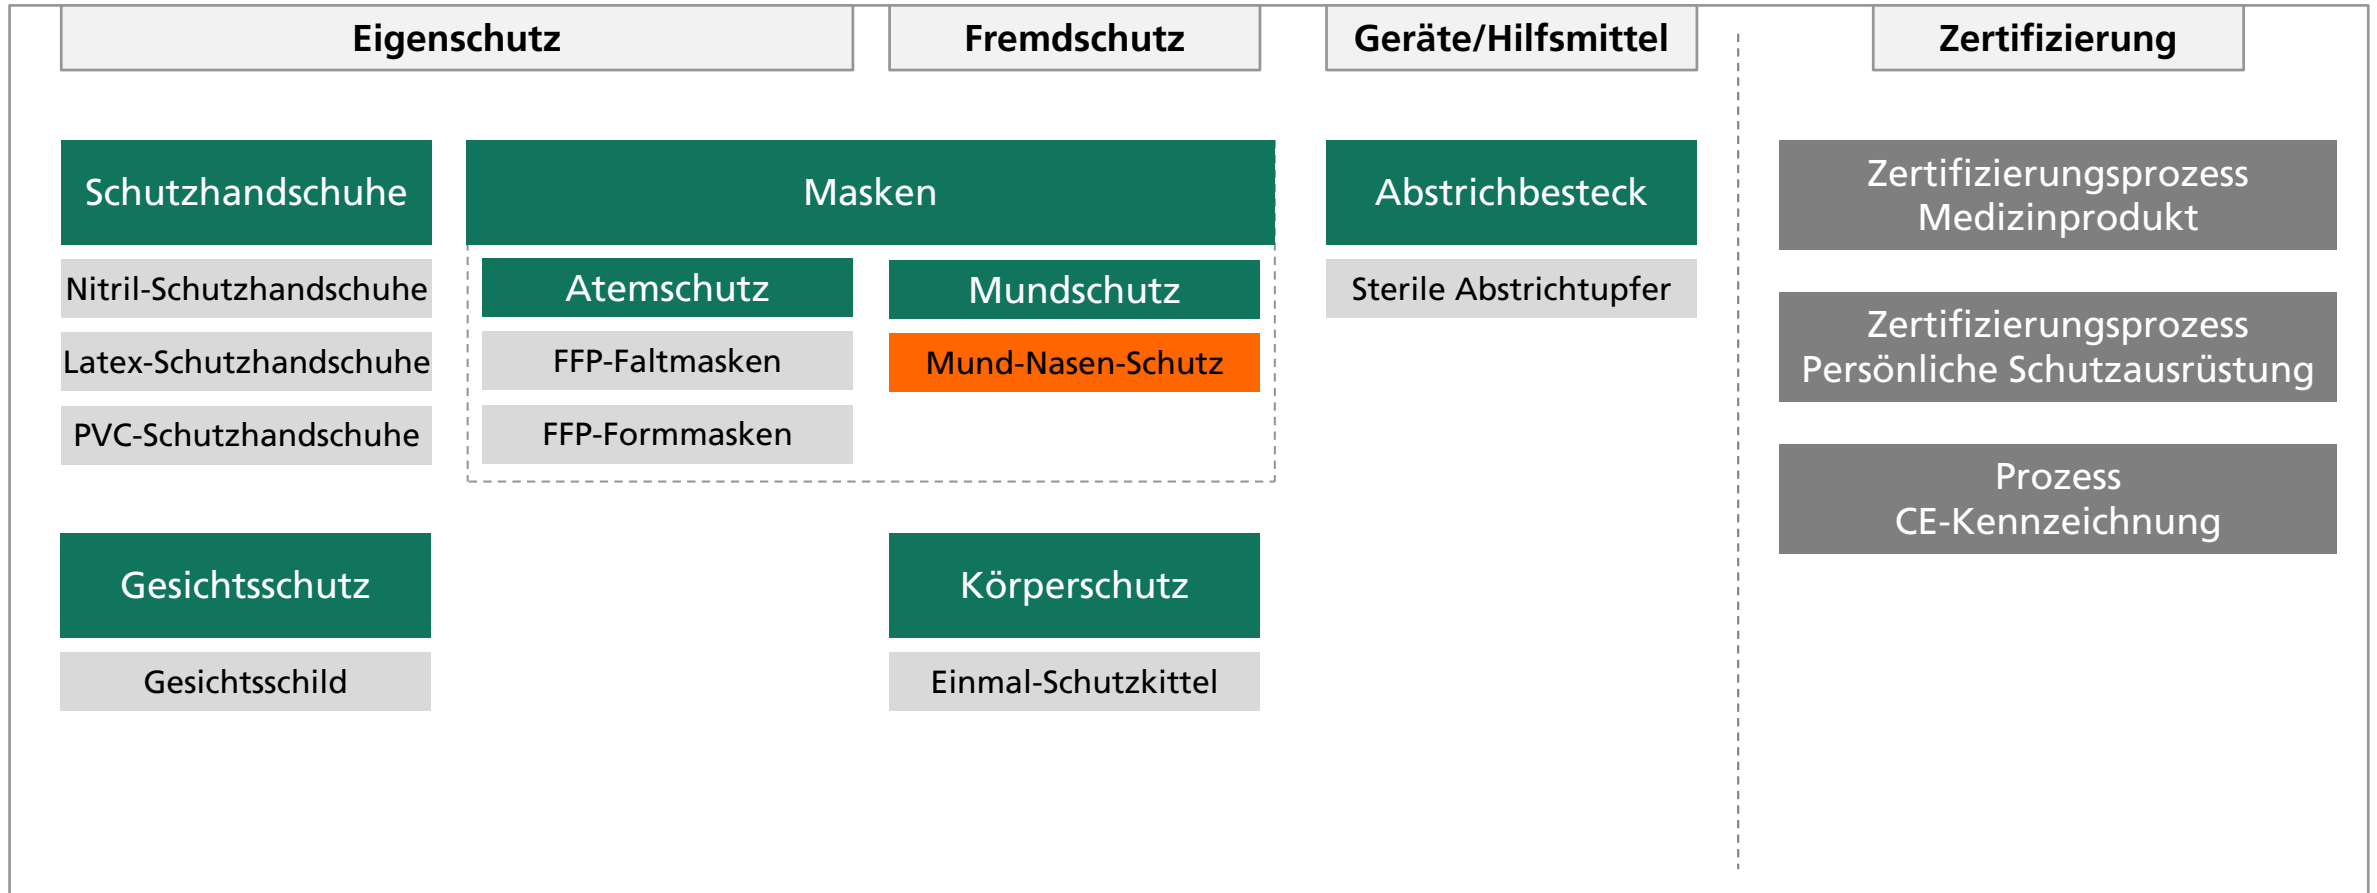 Eigenschutz
Fremdschutz
Geräte/Hilfsmittel
Zertifizierung
Schutzhandschuhe
Nitril-Schutzhandschuhe
Latex-Schutzhandschuhe
PVC-Schutzhandschuhe
Masken
Atemschutz
FFP-Faltmasken
FFP-Formmasken
Mundschutz
Mund-Nasen-Schutz
Abstrichbesteck
Sterile Abstrichtupfer
Zertifizierungsprozess
Medizinprodukt
Zertifizierungsprozess
Persönliche Schutzausrüstung
Prozess
CE-Kennzeichnung
Gesichtsschutz
Gesichtsschild
Körperschutz
Einmal-Schutzkittel